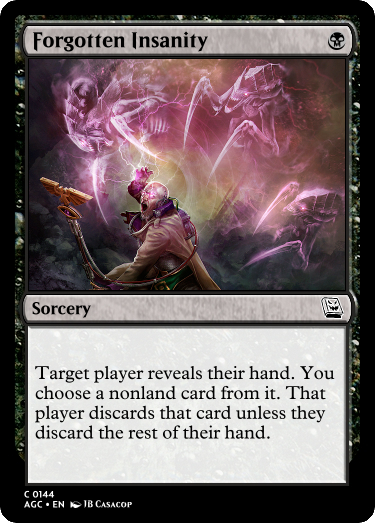 Forgotten Insanity
Sorcery
Target player reveals their hand. You
choose a nonland card from it. That
player discards that card unless they
discard the rest of their hand.
C 0144
AGC • EN JB Casacop